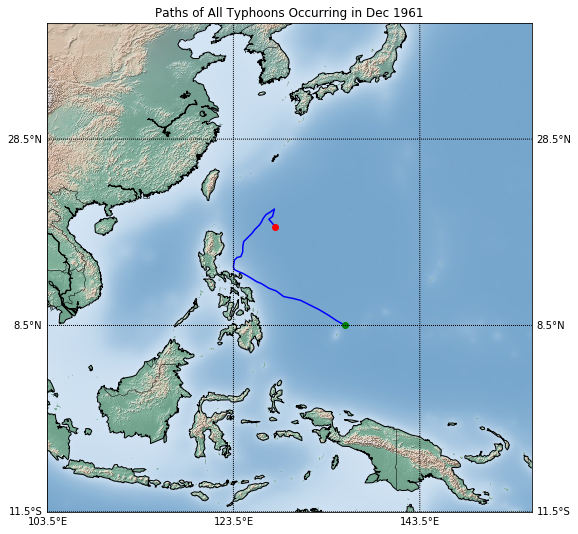 Paths of All Typhoons Occurring in Dec 1961
28.5°N 28.5°N
8.5°N 8.5°N
11.5°S 11.5°S
103.5°E 123.5°E 143.5°E